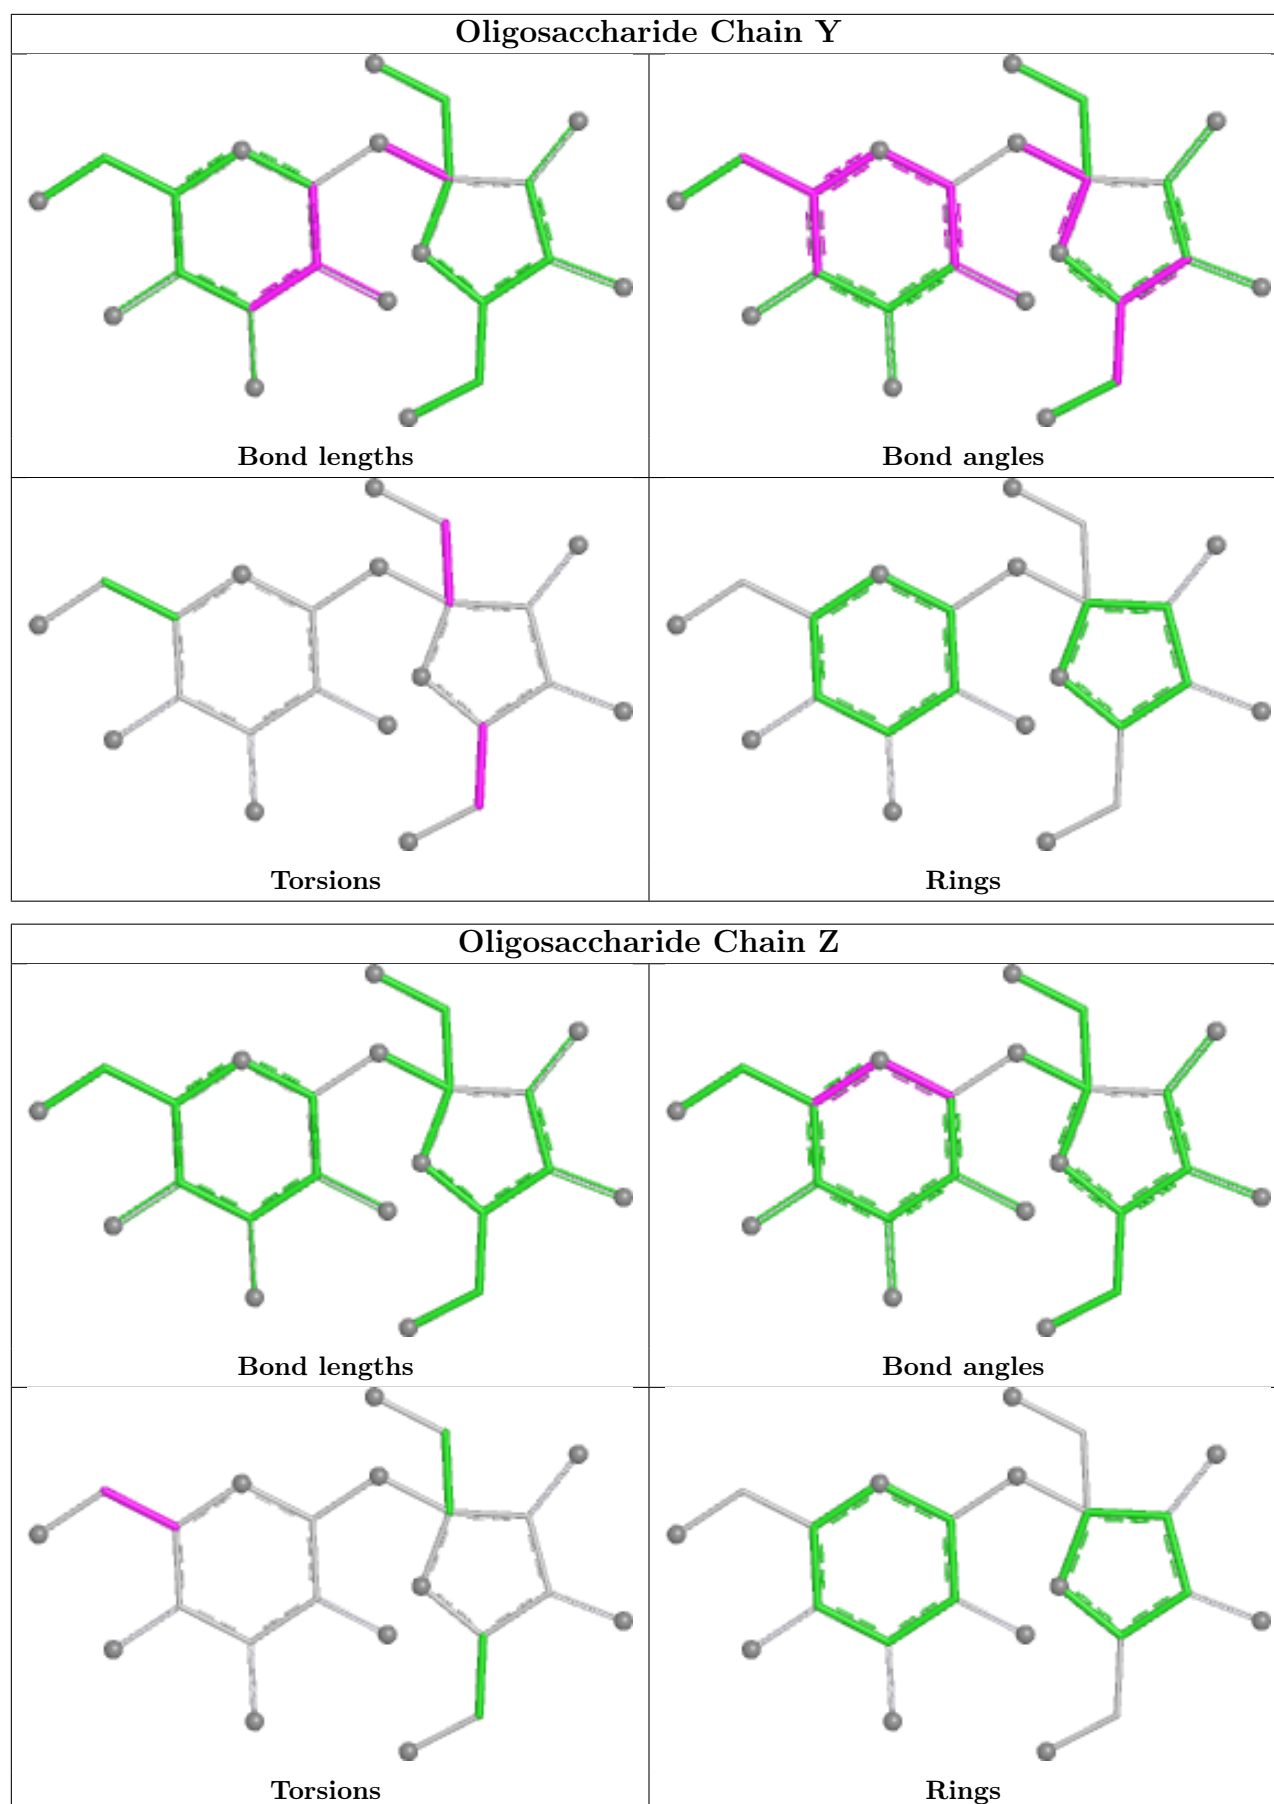 Oligosaccharide Chain Y
Bond lengths
Bond angles
Torsions
Rings
Oligosaccharide Chain Z
Bond lengths
Bond angles
Torsions
Rings